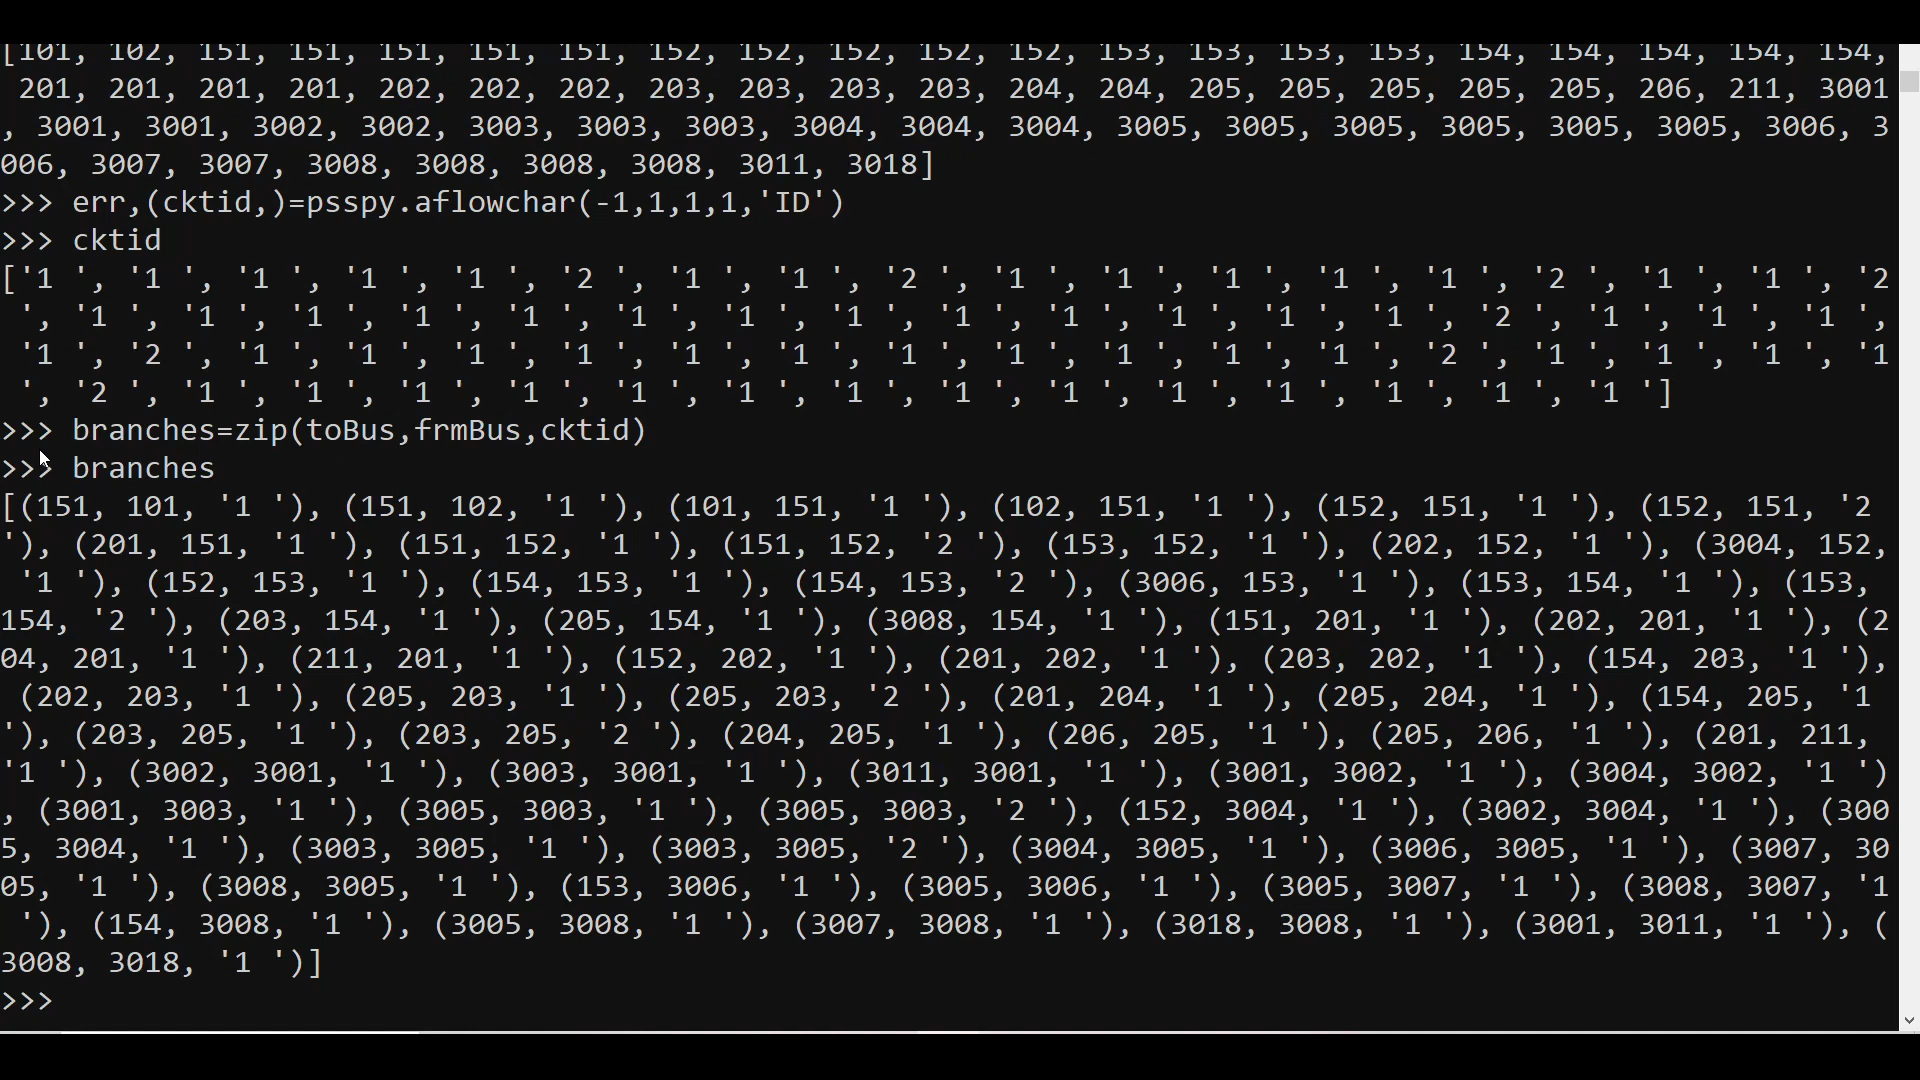 [101, 102, 151, 151, 151, 151, 151, 152, 152, 152, 152, 152, 153, 153, 153, 153, 154, 154, 154, 154, 154,
 201, 201, 201, 201, 202, 202, 202, 203, 203, 203, 203, 204, 204, 205, 205, 205, 205, 205, 206, 211, 3001
, 3001, 3001, 3002, 3002, 3003, 3003, 3003, 3004, 3004, 3004, 3005, 3005, 3005, 3005, 3005, 3005, 3006, 3
006, 3007, 3007, 3008, 3008, 3008, 3008, 3011, 3018]
>>> err,(cktid,)=psspy.aflowchar(-1,1,1,1,'ID')
>>> cktid
['1 ', '1 ', '1 ', '1 ', '1 ', '2 ', '1 ', '1 ', '2 ', '1 ', '1 ', '1 ', '1 ', '1 ', '2 ', '1 ', '1 ', '2
 ', '1 ', '1 ', '1 ', '1 ', '1 ', '1 ', '1 ', '1 ', '1 ', '1 ', '1 ', '1 ', '1 ', '2 ', '1 ', '1 ', '1 ',
 '1 ', '2 ', '1 ', '1 ', '1 ', '1 ', '1 ', '1 ', '1 ', '1 ', '1 ', '1 ', '1 ', '2 ', '1 ', '1 ', '1 ', '1
 ', '2 ', '1 ', '1 ', '1 ', '1 ', '1 ', '1 ', '1 ', '1 ', '1 ', '1 ', '1 ', '1 ', '1 ', '1 ']
>>> branches=zip(toBus,frmBus,cktid)
>>> branches
[(151, 101, '1 '), (151, 102, '1 '), (101, 151, '1 '), (102, 151, '1 '), (152, 151, '1 '), (152, 151, '2
'), (201, 151, '1 '), (151, 152, '1 '), (151, 152, '2 '), (153, 152, '1 '), (202, 152, '1 '), (3004, 152,
 '1 '), (152, 153, '1 '), (154, 153, '1 '), (154, 153, '2 '), (3006, 153, '1 '), (153, 154, '1 '), (153,
154, '2 '), (203, 154, '1 '), (205, 154, '1 '), (3008, 154, '1 '), (151, 201, '1 '), (202, 201, '1 '), (2
04, 201, '1 '), (211, 201, '1 '), (152, 202, '1 '), (201, 202, '1 '), (203, 202, '1 '), (154, 203, '1 '),
 (202, 203, '1 '), (205, 203, '1 '), (205, 203, '2 '), (201, 204, '1 '), (205, 204, '1 '), (154, 205, '1
'), (203, 205, '1 '), (203, 205, '2 '), (204, 205, '1 '), (206, 205, '1 '), (205, 206, '1 '), (201, 211,
'1 '), (3002, 3001, '1 '), (3003, 3001, '1 '), (3011, 3001, '1 '), (3001, 3002, '1 '), (3004, 3002, '1 ')
, (3001, 3003, '1 '), (3005, 3003, '1 '), (3005, 3003, '2 '), (152, 3004, '1 '), (3002, 3004, '1 '), (300
5, 3004, '1 '), (3003, 3005, '1 '), (3003, 3005, '2 '), (3004, 3005, '1 '), (3006, 3005, '1 '), (3007, 30
05, '1 '), (3008, 3005, '1 '), (153, 3006, '1 '), (3005, 3006, '1 '), (3005, 3007, '1 '), (3008, 3007, '1
 '), (154, 3008, '1 '), (3005, 3008, '1 '), (3007, 3008, '1 '), (3018, 3008, '1 '), (3001, 3011, '1 '), (
3008, 3018, '1 ')]
>>>